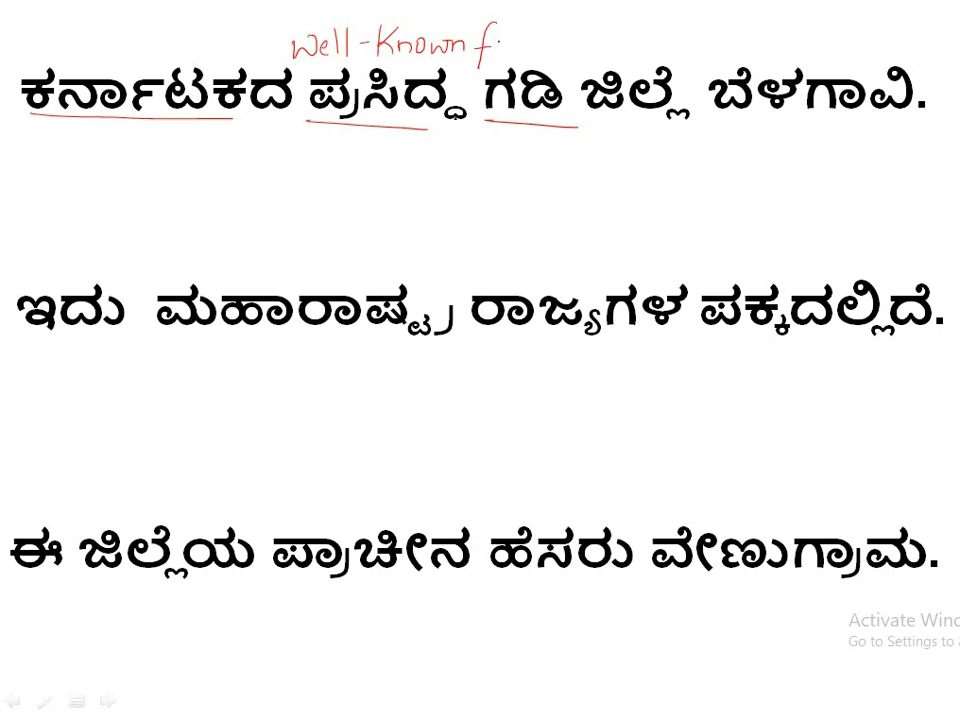 Well-Known f
ಕರ್ನಾಟಕದ ಪ್ರಸಿದ್ಧ ಗಡಿ ಜಿಲ್ಲೆ ಬೆಳಗಾವಿ.
ಇದು ಮಹಾರಾಷ್ಟ್ರ ರಾಜ್ಯಗಳ ಪಕ್ಕದಲ್ಲಿದೆ.
ಈ ಜಿಲ್ಲೆಯ ಪ್ರಾಚೀನ ಹೆಸರು ವೇಣುಗ್ರಾಮ.
Activate Wind
Go to Settings to a